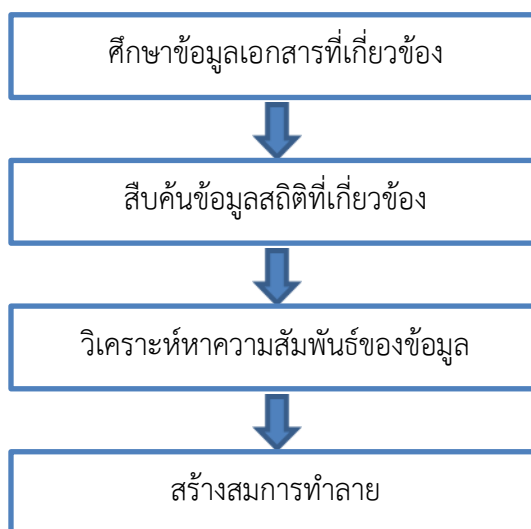 ศึกษาข้อมูลเอกสารที่เกี่ยวข้อง
สืบค้นข้อมูลสถิติที่เกี่ยวข้อง
วิเคราะห์หาความสัมพันธ์ของข้อมูล
สร้างสมการทำลาย